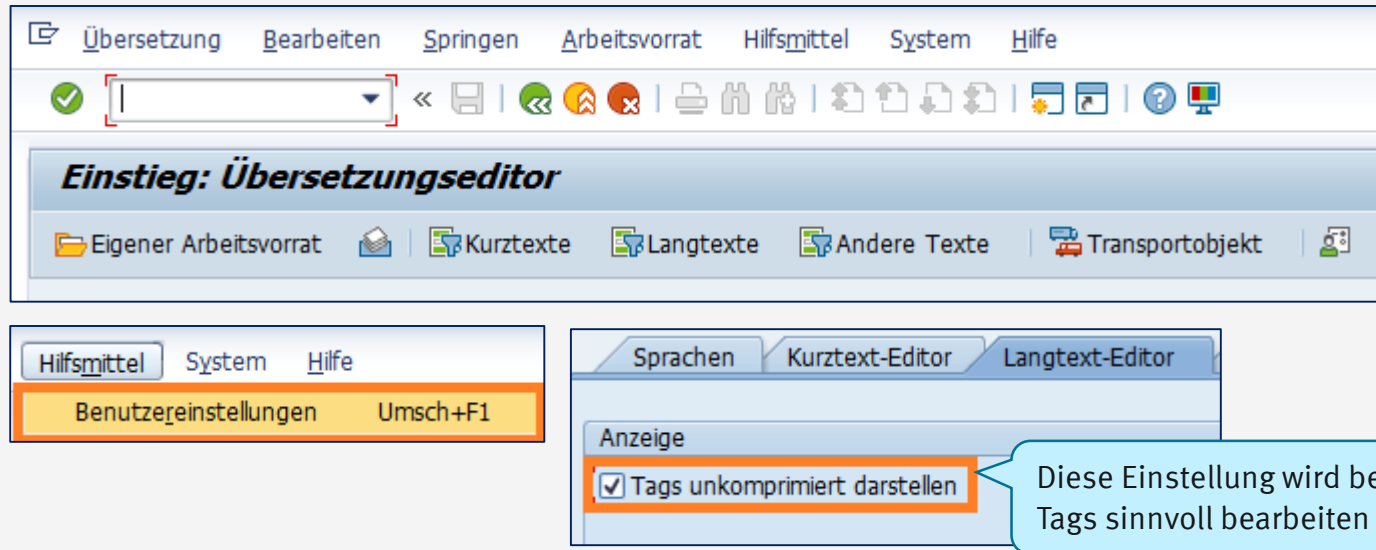 Übersetzung Bearbeiten Springen Arbeitsvorrat Hilfsmittel System Hilfe
Einstieg: Übersetzungseditor
Eigener Arbeitsvorrat Kurztexte Langtexte Andere Texte Transportobjekt
Hilfsmittel System Hilfe
Benutzereinstellungen Umsch+F1
Sprachen Kurztext-Editor Langtext-Editor
Anzeige
Tags unkomprimiert darstellen
Diese Einstellung wird be
Tags sinnvoll bearbeiten